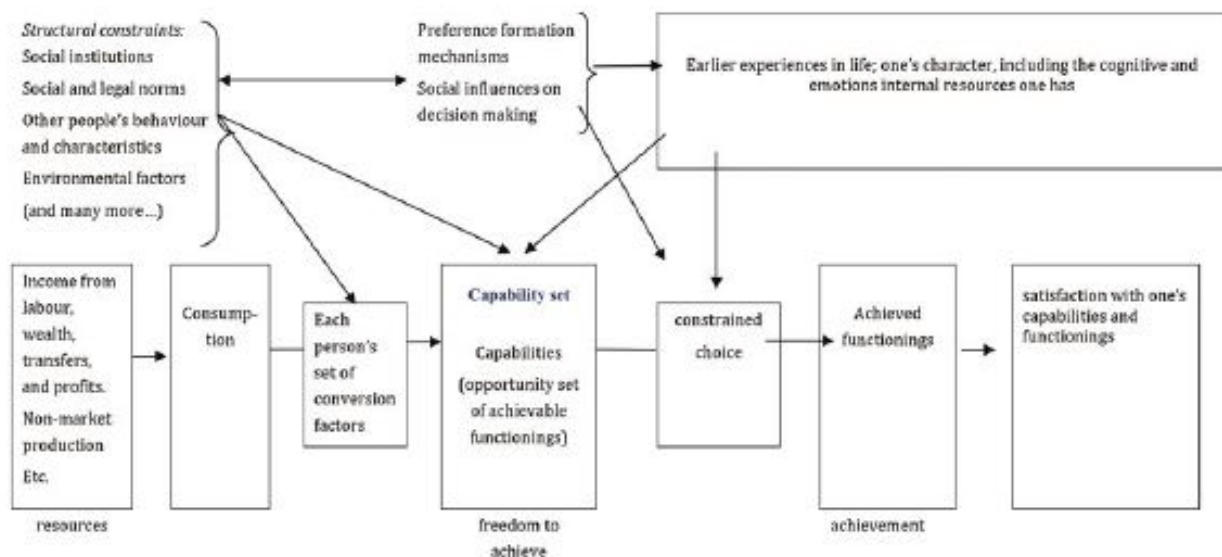 Structural constraints:
Social institutions
Social and legal norms
Other people's behaviour
and characteristics
Environmental factors
(and many more...)
Preference formation
mechanisms
Social influences on
decision making
Earlier experiences in life; one's character, including the cognitive and
emotions internal resources one has
Income from
labour,
wealth,
transfers,
and profits.
Non-market
production
Etc.
resources
Consump-
tion
Each
person's
set of
conversion
factors
Capability set
Capabilities
(opportunity set
of achievable
functionings)
freedom to
achieve
constrained
choice
Achieved
functionings
achievement
satisfaction with one's
capabilities and
functionings